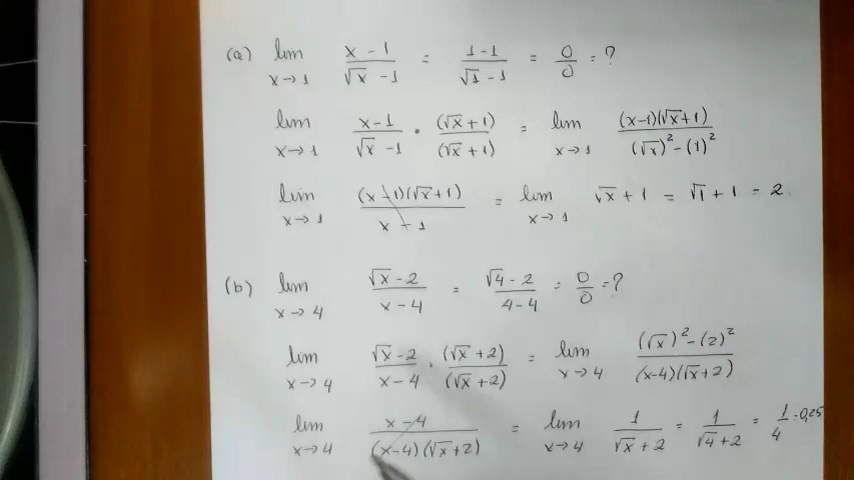 (a) lim x→1 (x-1)/(√x -1) = (1-1)/(√1 -1) = 0/0 = ?
lim x→1 (x-1)/(√x -1) • (√x+1)/(√x+1) = lim x→1 (x-1)(√x+1)/((√x)² - (1)²)
lim x→1 (x-1)(√x+1)/(x-1) = lim x→1 √x + 1 = √1 + 1 = 2
(b) lim x→4 (√x -2)/(x-4) = (√4 -2)/(4-4) = 0/0 = ?
lim x→4 (√x -2)/(x-4) • (√x +2)/(√x +2) = lim x→4 ((√x)² - (2)²)/((x-4)(√x+2))
lim x→4 (x-4)/((x-4)(√x+2)) = lim x→4 1/(√x +2) = 1/(√4 +2) = 1/4 = 0,25